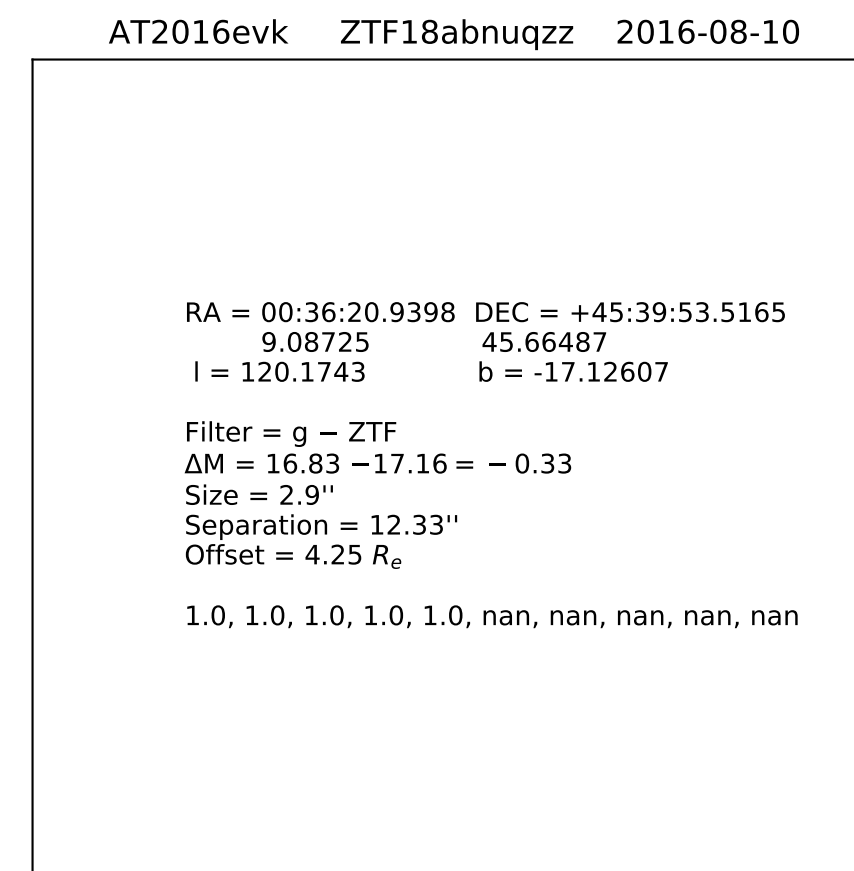 AT2016evk ZTF18abnuqzz 2016-08-10
RA = 00:36:20.9398 DEC = +45:39:53.5165
9.08725 45.66487
l = 120.1743 b = -17.12607
Filter = g − ZTF
ΔM = 16.83 −17.16 = − 0.33
Size = 2.9''
Separation = 12.33''
Offset = 4.25 Rₑ
1.0, 1.0, 1.0, 1.0, 1.0, nan, nan, nan, nan, nan